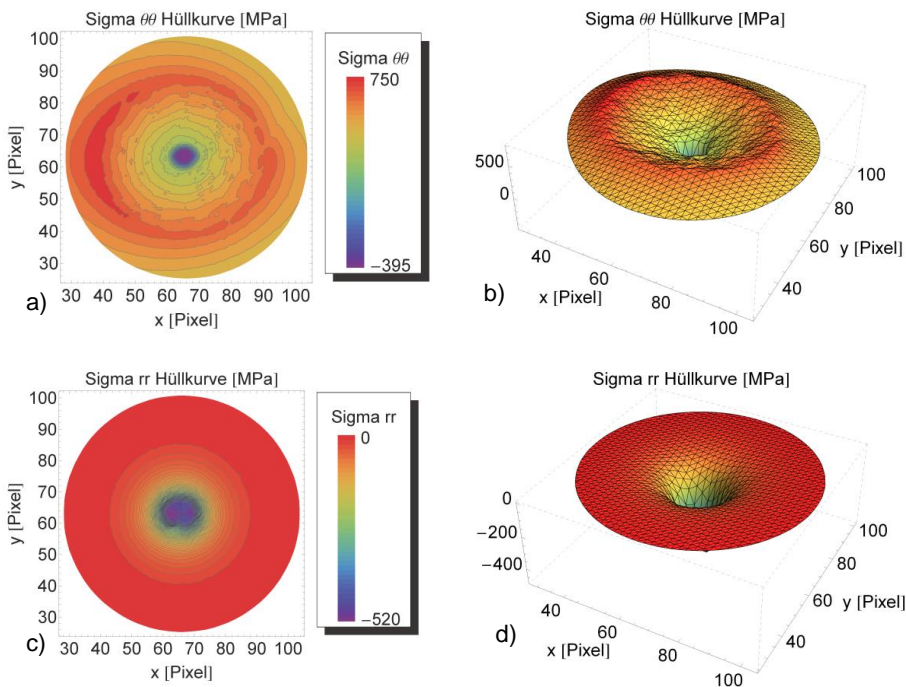 Sigma θθ Hüllkurve [MPa]
100
90
80
70
60
50
40
30
y [Pixel]
30 40 50 60 70 80 90 100
x [Pixel]
a)
Sigma θθ
750
−395
Sigma θθ Hüllkurve [MPa]
500
0
40
60
80
100
x [Pixel]
40
60
80
100
y [Pixel]
b)
Sigma rr Hüllkurve [MPa]
100
90
80
70
60
50
40
30
y [Pixel]
30 40 50 60 70 80 90 100
x [Pixel]
c)
Sigma rr
0
−520
Sigma rr Hüllkurve [MPa]
0
−200
−400
40
60
80
100
x [Pixel]
40
60
80
100
y [Pixel]
d)